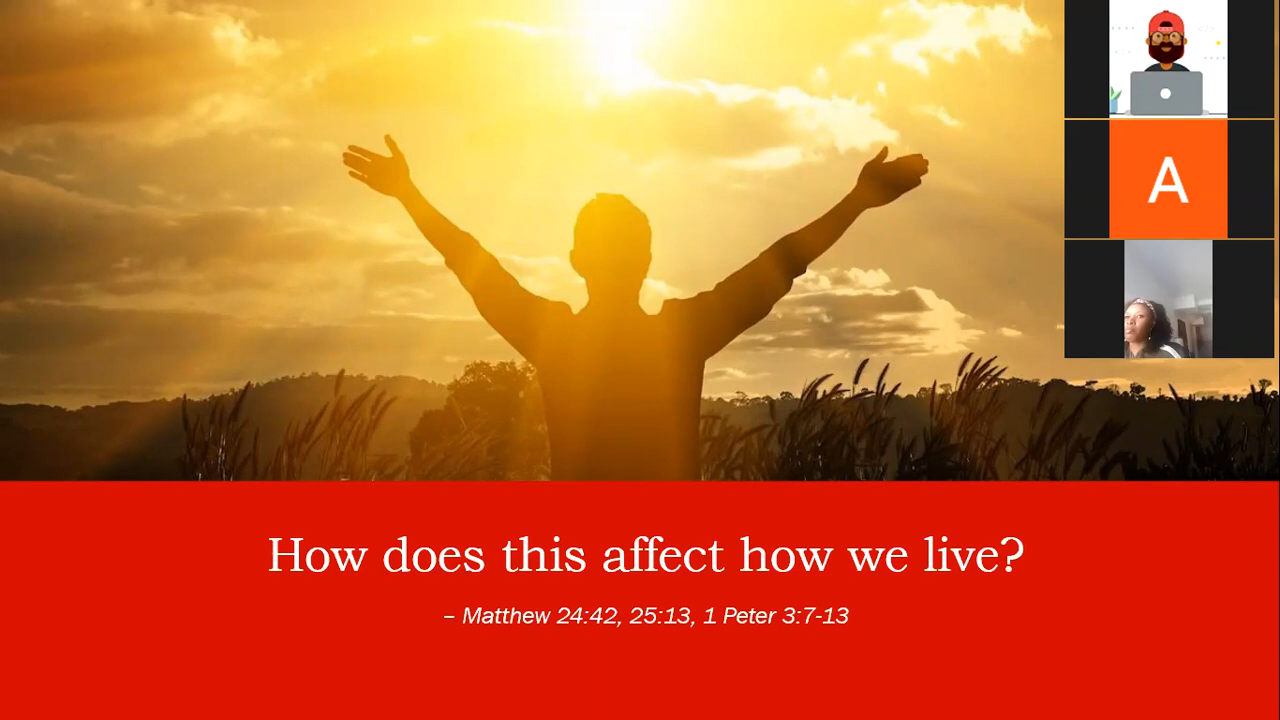 A
How does this affect how we live?
– Matthew 24:42, 25:13, 1 Peter 3:7-13